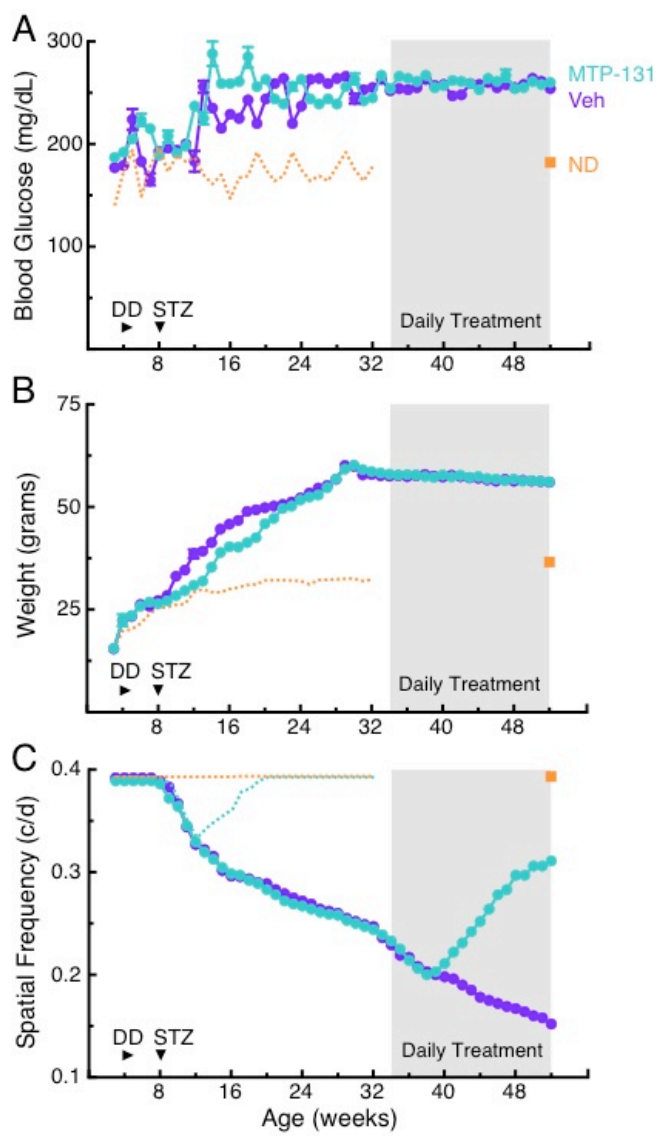 A
300
200
100
Blood Glucose (mg/dL)
MTP-131
Veh
ND
DD STZ
Daily Treatment
8 16 24 32 40 48
B
75
50
25
Weight (grams)
DD STZ
Daily Treatment
8 16 24 32 40 48
C
0.4
0.3
0.2
0.1
Spatial Frequency (c/d)
DD STZ
Daily Treatment
8 16 24 32 40 48
Age (weeks)